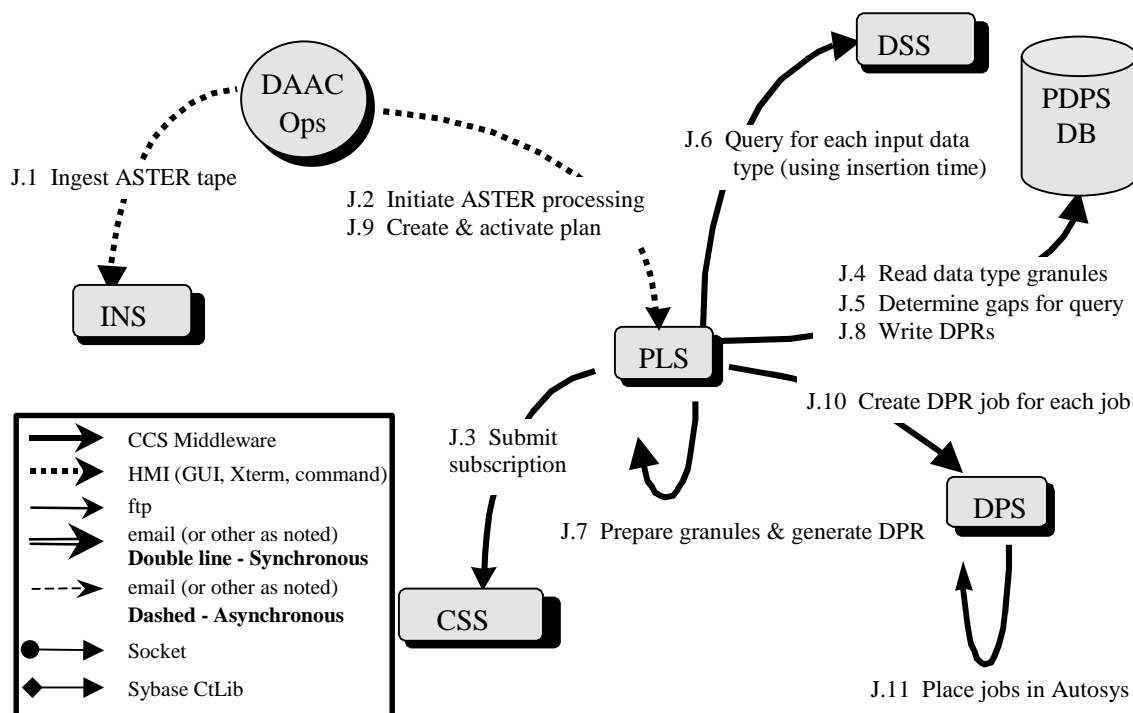 DSS
DAAC
Ops
PDPS
DB
J.6 Query for each input data
type (using insertion time)
J.1 Ingest ASTER tape
J.2 Initiate ASTER processing
J.9 Create & activate plan
J.4 Read data type granules
J.5 Determine gaps for query
J.8 Write DPRs
INS
PLS
J.10 Create DPR job for each job
J.3 Submit
subscription
DPS
J.7 Prepare granules & generate DPR
CSS
J.11 Place jobs in Autosys
CCS Middleware
HMI (GUI, Xterm, command)
ftp
email (or other as noted)
Double line - Synchronous
email (or other as noted)
Dashed - Asynchronous
Socket
Sybase CtLib